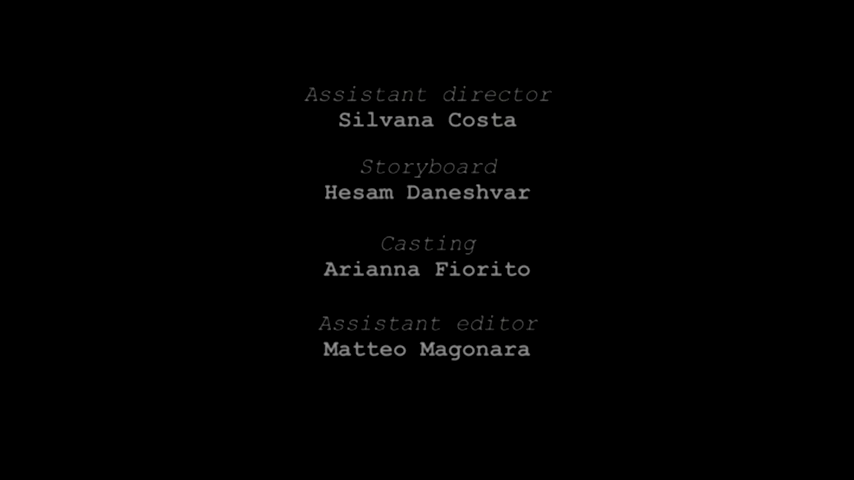 Assistant director
Silvana Costa
Storyboard
Hesam Daneshvar
Casting
Arianna Fiorito
Assistant editor
Matteo Magonara